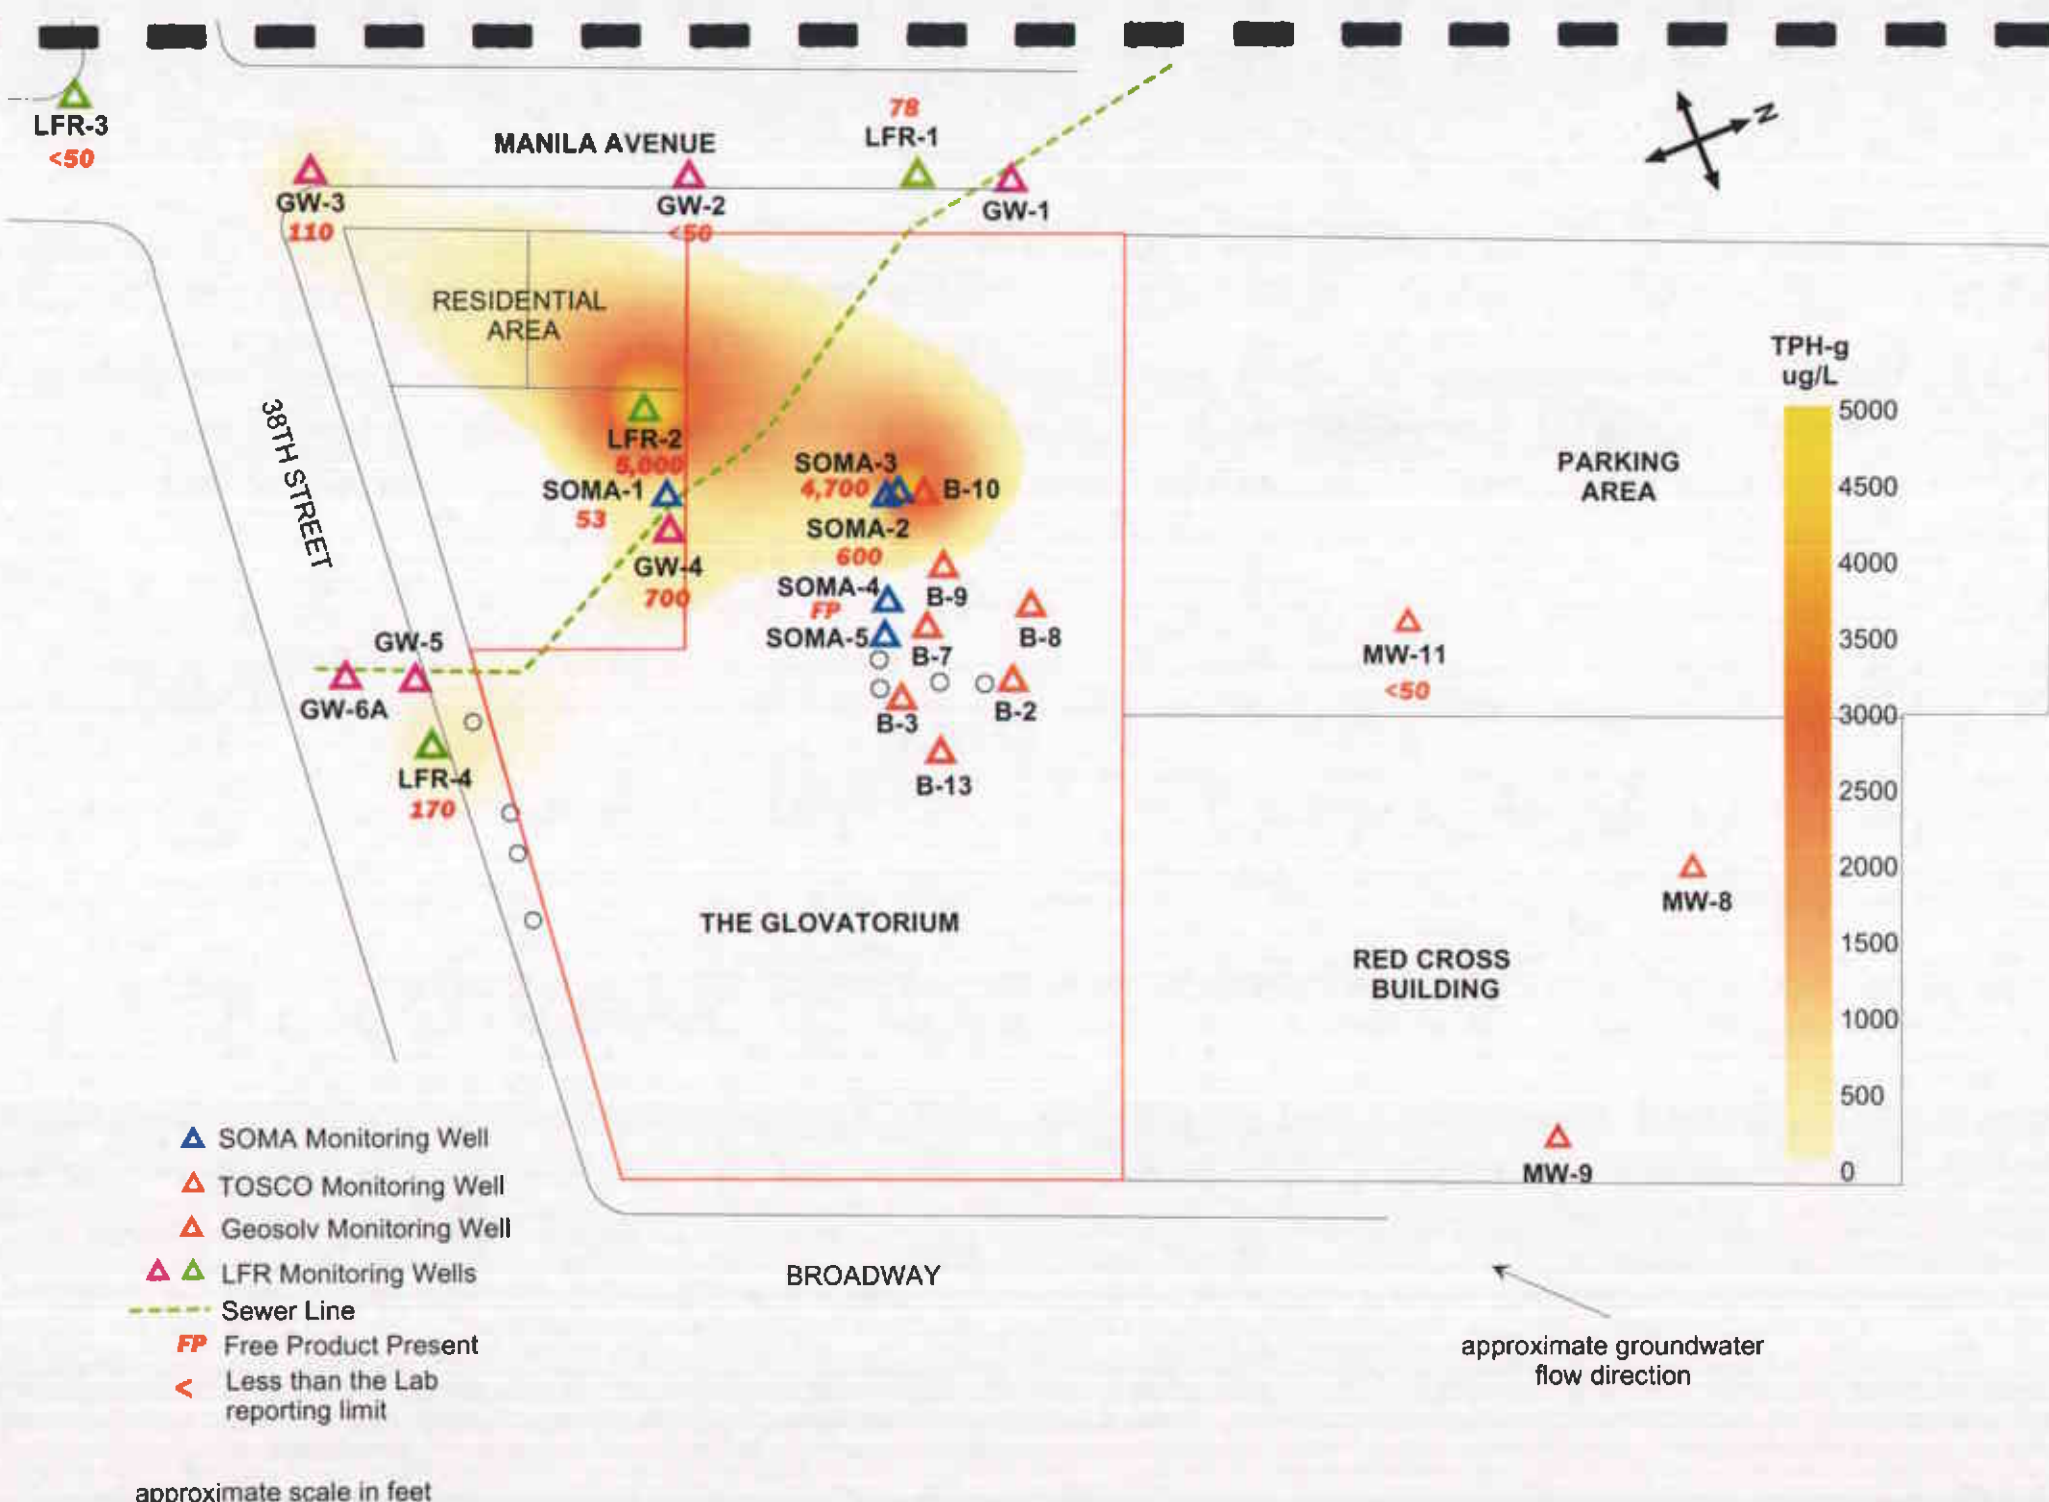 LFR-3
<50
MANILA AVENUE
78
LFR-1
N
GW-3
110
GW-2
<50
GW-1
RESIDENTIAL
AREA
38TH STREET
LFR-2
5,000
SOMA-1
53
GW-4
700
SOMA-3
4,700
B-10
SOMA-2
600
SOMA-4
FP
B-9
SOMA-5
B-7
B-8
B-3
B-2
B-13
GW-5
GW-6A
LFR-4
170
THE GLOVATORIUM
PARKING
AREA
MW-11
<50
MW-8
RED CROSS
BUILDING
MW-9
TPH-g
ug/L
5000
4500
4000
3500
3000
2500
2000
1500
1000
500
0
SOMA Monitoring Well
TOSCO Monitoring Well
Geosolv Monitoring Well
LFR Monitoring Wells
Sewer Line
FP Free Product Present
< Less than the Lab
reporting limit
BROADWAY
approximate groundwater
flow direction
approximate scale in feet